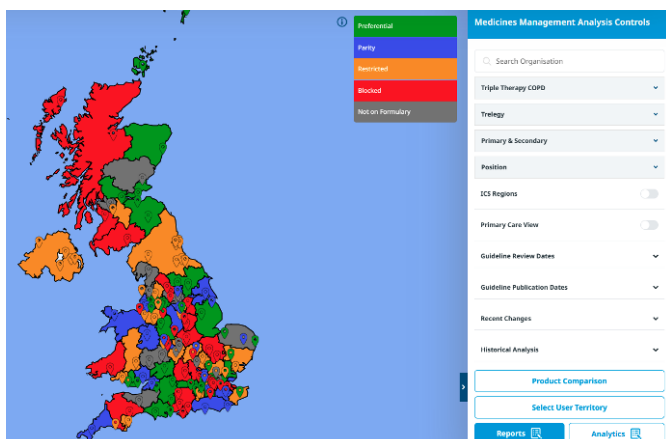 Preferential
Parity
Restricted
Blocked
Not on Formulary
Medicines Management Analysis Controls
Search Organisation
Triple Therapy COPD
Trelegy
Primary & Secondary
Position
ICS Regions
Primary Care View
Guideline Review Dates
Guideline Publication Dates
Recent Changes
Historical Analysis
Product Comparison
Select User Territory
Reports
Analytics